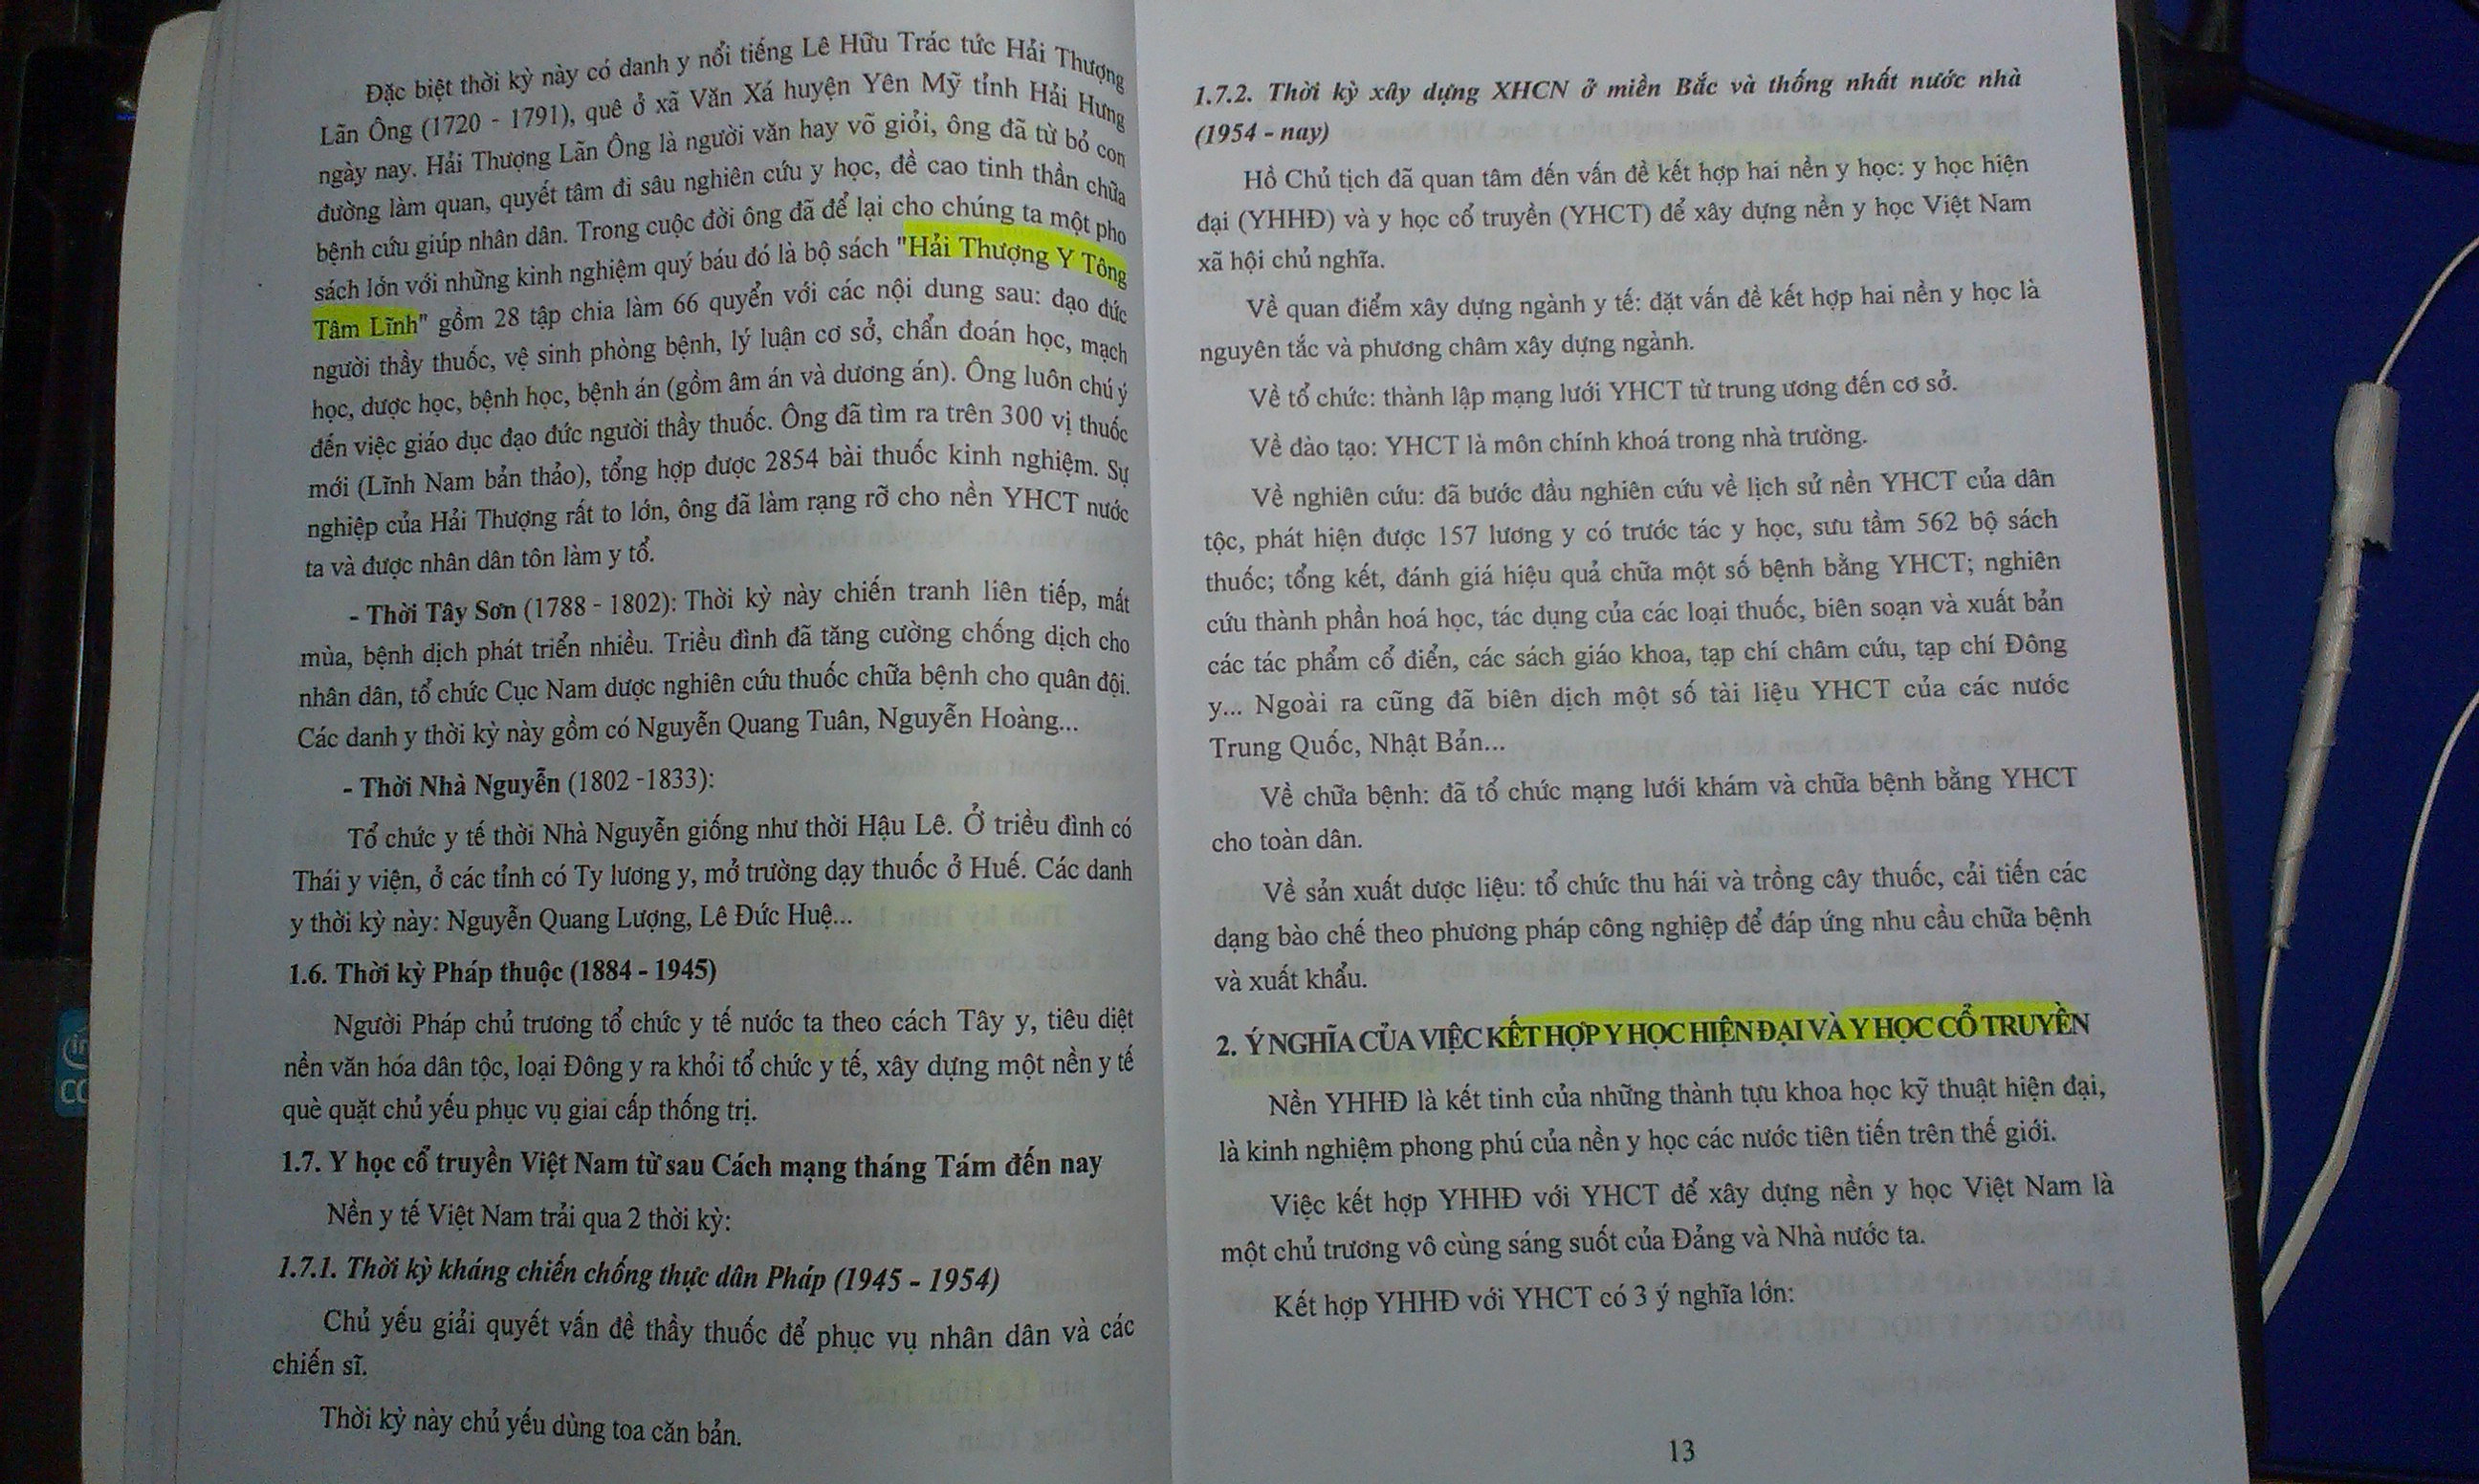 Đặc biệt thời kỳ này có danh y nổi tiếng Lê Hữu Trác tức Hải Thượng
Lãn Ông (1720 - 1791), quê ở xã Văn Xá huyện Yên Mỹ tỉnh Hải Hưng
ngày nay. Hải Thượng Lãn Ông là người văn hay võ giỏi, ông đã từ bỏ con
đường làm quan, quyết tâm đi sâu nghiên cứu y học, đề cao tinh thần chữa
bệnh cứu giúp nhân dân. Trong cuộc đời ông đã để lại cho chúng ta một pho
sách lớn với những kinh nghiệm quý báu đó là bộ sách "Hải Thượng Y Tông
Tâm Lĩnh" gồm 28 tập chia làm 66 quyển với các nội dung sau: đạo đức
người thầy thuốc, vệ sinh phòng bệnh, lý luận cơ sở, chẩn đoán học, mạch
học, dược học, bệnh học, bệnh án (gồm âm án và dương án). Ông luôn chú ý
đến việc giáo dục đạo đức người thầy thuốc. Ông đã tìm ra trên 300 vị thuốc
mới (Lĩnh Nam bản thảo), tổng hợp được 2854 bài thuốc kinh nghiệm. Sự
nghiệp của Hải Thượng rất to lớn, ông đã làm rạng rỡ cho nền YHCT nước
ta và được nhân dân tôn làm y tổ.
- Thời Tây Sơn (1788 - 1802): Thời kỳ này chiến tranh liên tiếp, mất
mùa, bệnh dịch phát triển nhiều. Triều đình đã tăng cường chống dịch cho
nhân dân, tổ chức Cục Nam dược nghiên cứu thuốc chữa bệnh cho quân đội.
Các danh y thời kỳ này gồm có Nguyễn Quang Tuân, Nguyễn Hoàng...
- Thời Nhà Nguyễn (1802 -1833):
Tổ chức y tế thời Nhà Nguyễn giống như thời Hậu Lê. Ở triều đình có
Thái y viện, ở các tỉnh có Ty lương y, mở trường dạy thuốc ở Huế. Các danh
y thời kỳ này: Nguyễn Quang Lượng, Lê Đức Huệ...
1.6. Thời kỳ Pháp thuộc (1884 - 1945)
Người Pháp chủ trương tổ chức y tế nước ta theo cách Tây y, tiêu diệt
nền văn hóa dân tộc, loại Đông y ra khỏi tổ chức y tế, xây dựng một nền y tế
què quặt chủ yếu phục vụ giai cấp thống trị.
1.7. Y học cổ truyền Việt Nam từ sau Cách mạng tháng Tám đến nay
Nền y tế Việt Nam trải qua 2 thời kỳ:
1.7.1. Thời kỳ kháng chiến chống thực dân Pháp (1945 - 1954)
Chủ yếu giải quyết vấn đề thầy thuốc để phục vụ nhân dân và các
chiến sĩ.
Thời kỳ này chủ yếu dùng toa căn bản.
1.7.2. Thời kỳ xây dựng XHCN ở miền Bắc và thống nhất nước nhà
(1954 - nay)
Hồ Chủ tịch đã quan tâm đến vấn đề kết hợp hai nền y học: y học hiện
đại (YHHĐ) và y học cổ truyền (YHCT) để xây dựng nền y học Việt Nam
xã hội chủ nghĩa.
Về quan điểm xây dựng ngành y tế: đặt vấn đề kết hợp hai nền y học là
nguyên tắc và phương châm xây dựng ngành.
Về tổ chức: thành lập mạng lưới YHCT từ trung ương đến cơ sở.
Về đào tạo: YHCT là môn chính khoá trong nhà trường.
Về nghiên cứu: đã bước đầu nghiên cứu về lịch sử nền YHCT của dân
tộc, phát hiện được 157 lương y có trước tác y học, sưu tầm 562 bộ sách
thuốc; tổng kết, đánh giá hiệu quả chữa một số bệnh bằng YHCT; nghiên
cứu thành phần hoá học, tác dụng của các loại thuốc, biên soạn và xuất bản
các tác phẩm cổ điển, các sách giáo khoa, tạp chí châm cứu, tạp chí Đông
y... Ngoài ra cũng đã biên dịch một số tài liệu YHCT của các nước
Trung Quốc, Nhật Bản...
Về chữa bệnh: đã tổ chức mạng lưới khám và chữa bệnh bằng YHCT
cho toàn dân.
Về sản xuất dược liệu: tổ chức thu hái và trồng cây thuốc, cải tiến các
dạng bào chế theo phương pháp công nghiệp để đáp ứng nhu cầu chữa bệnh
và xuất khẩu.
2. Ý NGHĨA CỦA VIỆC KẾT HỢP Y HỌC HIỆN ĐẠI VÀ Y HỌC CỔ TRUYỀN
Nền YHHĐ là kết tinh của những thành tựu khoa học kỹ thuật hiện đại,
là kinh nghiệm phong phú của nền y học các nước tiên tiến trên thế giới.
Việc kết hợp YHHĐ với YHCT để xây dựng nền y học Việt Nam là
một chủ trương vô cùng sáng suốt của Đảng và Nhà nước ta.
Kết hợp YHHĐ với YHCT có 3 ý nghĩa lớn:
13